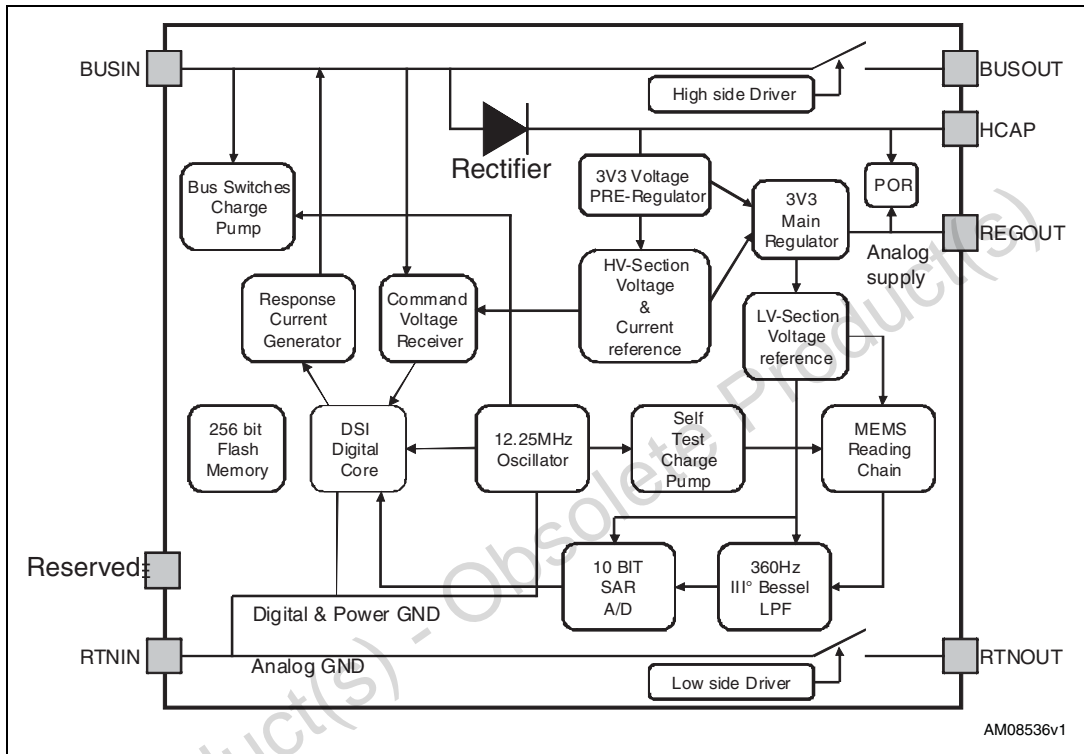 BUSIN
BUSOUT
High side Driver
HCAP
Rectifier
Bus Switches
Charge
Pump
3V3 Voltage
PRE-Regulator
3V3
Main
Regulator
POR
REGOUT
Analog
supply
Response
Current
Generator
Command
Voltage
Receiver
HV-Section
Voltage
&
Current
reference
LV-Section
Voltage
reference
256 bit
Flash
Memory
DSI
Digital
Core
12.25MHz
Oscillator
Self
Test
Charge
Pump
MEMS
Reading
Chain
Reserved
10 BIT
SAR
A/D
360Hz
III° Bessel
LPF
Digital & Power GND
RTNIN
Analog GND
RTNOUT
Low side Driver
AM08536v1
duct(s) - Obsolete Product(s)